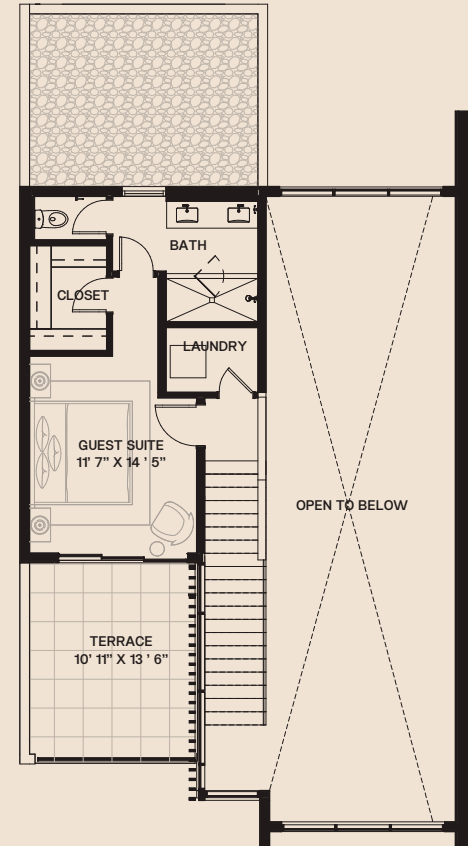 BATH
CLOSET
LAUNDRY
GUEST SUITE
11' 7" X 14 ' 5"
OPEN TO BELOW
TERRACE
10' 11" X 13 ' 6"